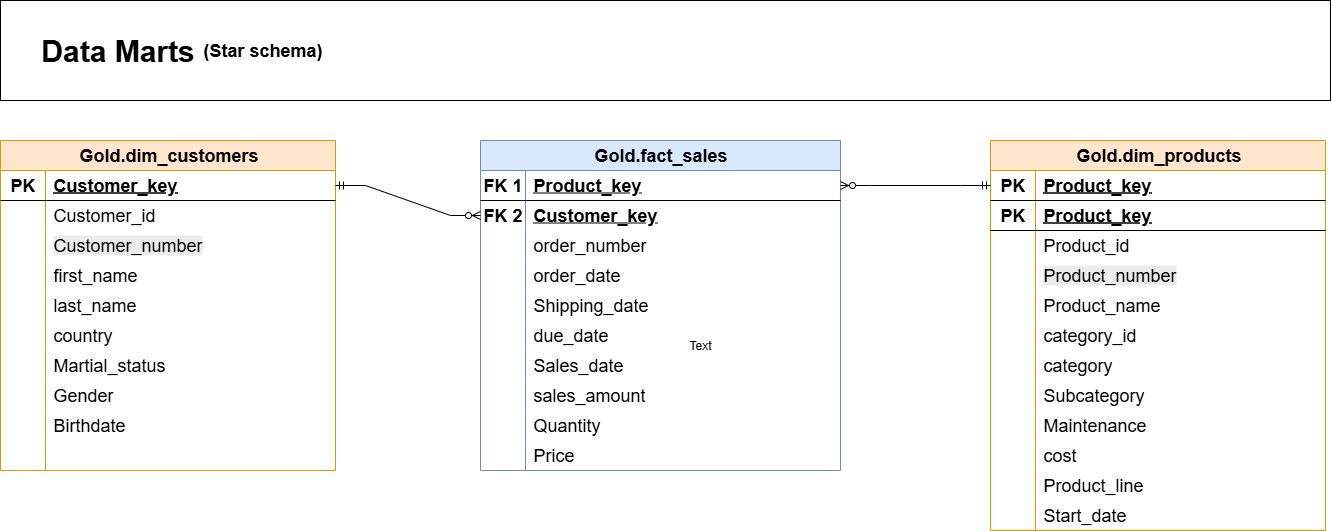 Data Marts (Star schema)
Gold.dim_customers
PK Customer_key
Customer_id
Customer_number
first_name
last_name
country
Martial_status
Gender
Birthdate
Gold.fact_sales
FK 1 Product_key
FK 2 Customer_key
order_number
order_date
Shipping_date
due_date
Text
Sales_date
sales_amount
Quantity
Price
Gold.dim_products
PK Product_key
PK Product_key
Product_id
Product_number
Product_name
category_id
category
Subcategory
Maintenance
cost
Product_line
Start_date